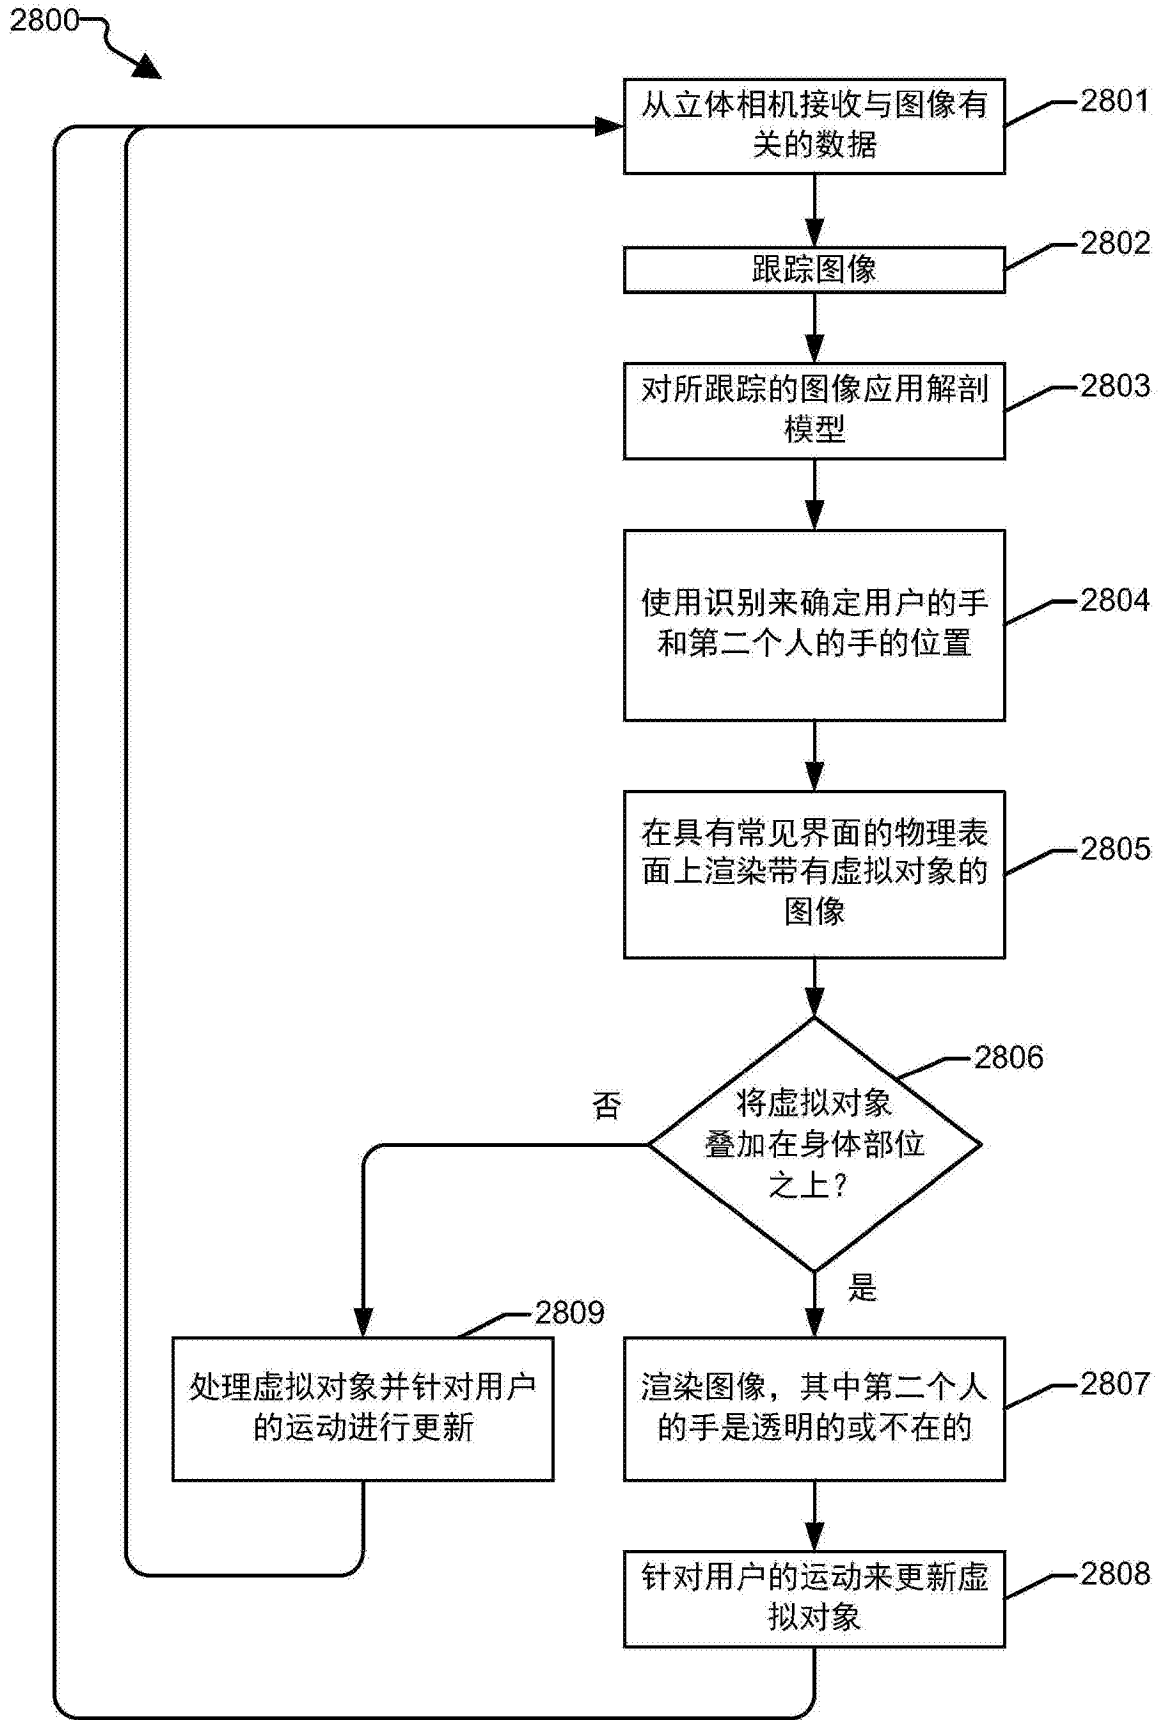 2800
从立体相机接收与图像有
关的数据
2801
跟踪图像
2802
对所跟踪的图像应用解剖
模型
2803
使用识别来确定用户的手
和第二个人的手的位置
2804
在具有常见界面的物理表
面上渲染带有虚拟对象的
图像
2805
将虚拟对象
叠加在身体部位
之上?
2806
否
是
处理虚拟对象并针对用户
的运动进行更新
2809
渲染图像，其中第二个人
的手是透明的或不在的
2807
针对用户的运动来更新虚
拟对象
2808